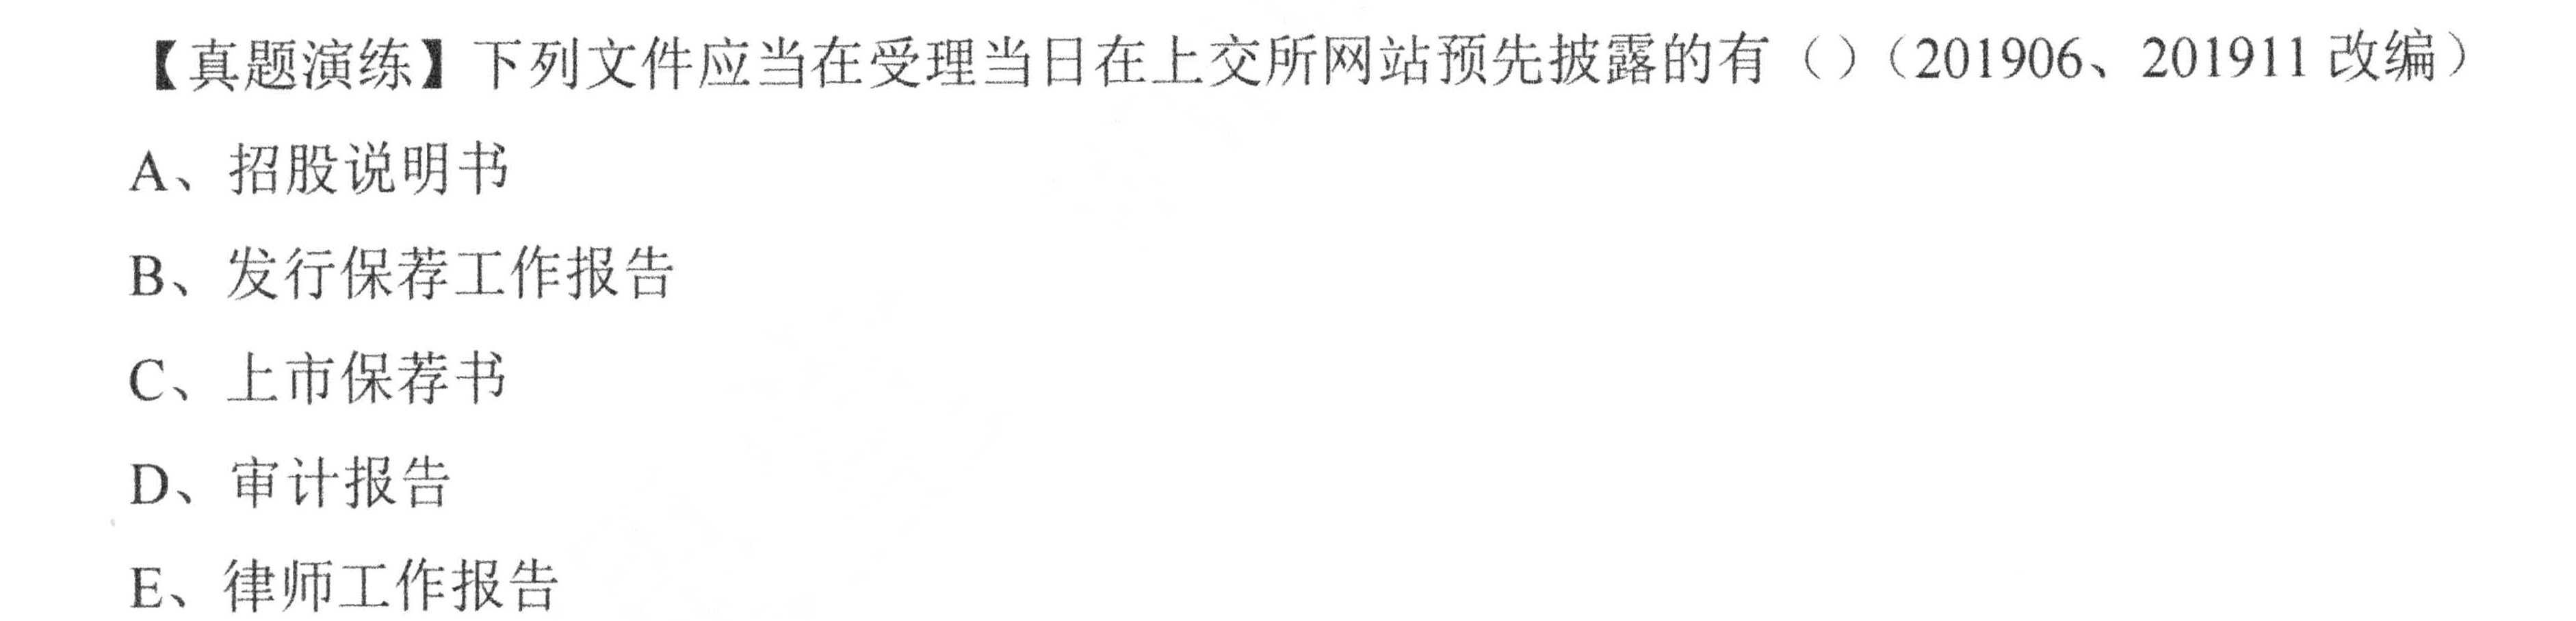 【真题演练】下列文件应当在受理当日在上交所网站预先披露的有（）（201906、201911 改编）
A、招股说明书
B、发行保荐工作报告
C、上市保荐书
D、审计报告
E、律师工作报告